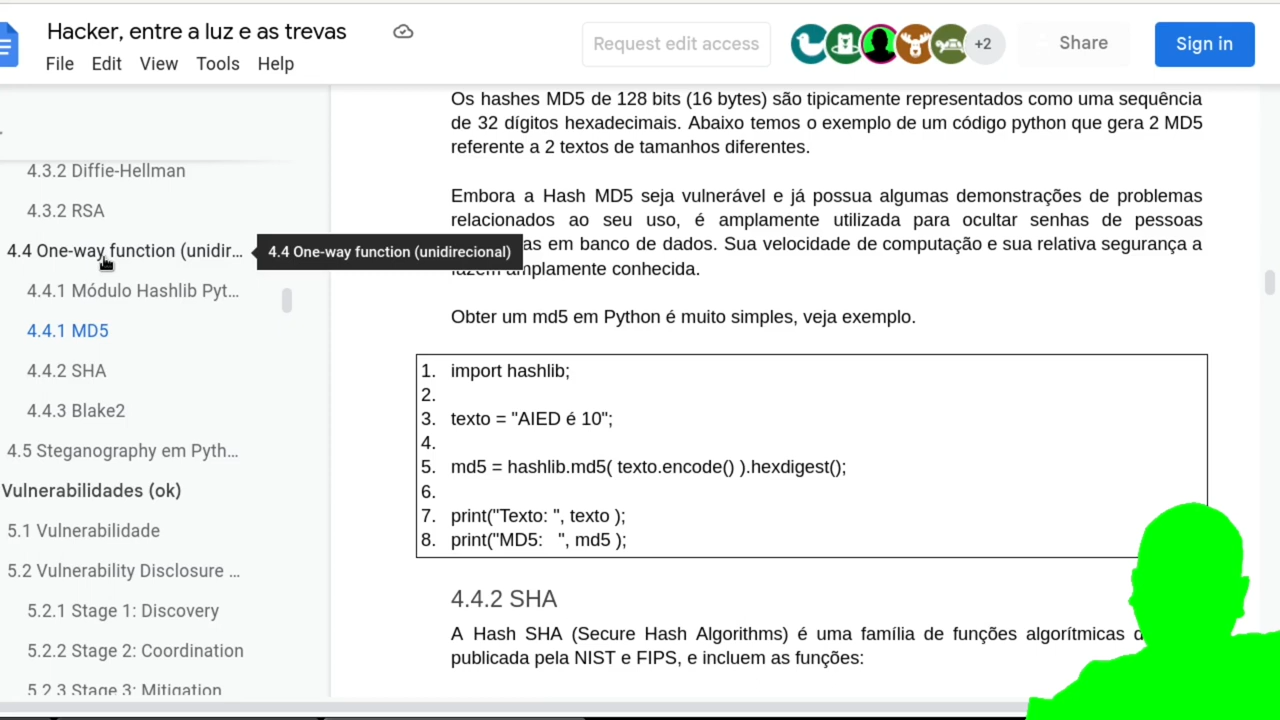 Hacker, entre a luz e as trevas
File Edit View Tools Help
Request edit access
+2
Share
Sign in
4.3.2 Diffie-Hellman
4.3.2 RSA
4.4 One-way function (unidir...
4.4 One-way function (unidirecional)
4.4.1 Módulo Hashlib Pyt...
4.4.1 MD5
4.4.2 SHA
4.4.3 Blake2
4.5 Steganography em Pyth...
Vulnerabilidades (ok)
5.1 Vulnerabilidade
5.2 Vulnerability Disclosure ...
5.2.1 Stage 1: Discovery
5.2.2 Stage 2: Coordination
5.2.3 Stage 3: Mitigation
Os hashes MD5 de 128 bits (16 bytes) são tipicamente representados como uma sequência
de 32 dígitos hexadecimais. Abaixo temos o exemplo de um código python que gera 2 MD5
referente a 2 textos de tamanhos diferentes.
Embora a Hash MD5 seja vulnerável e já possua algumas demonstrações de problemas
relacionados ao seu uso, é amplamente utilizada para ocultar senhas de pessoas
em banco de dados. Sua velocidade de computação e sua relativa segurança a
fazem amplamente conhecida.
Obter um md5 em Python é muito simples, veja exemplo.
1. import hashlib;
2.
3. texto = "AIED é 10";
4.
5. md5 = hashlib.md5( texto.encode() ).hexdigest();
6.
7. print("Texto: ", texto );
8. print("MD5:   ", md5 );
4.4.2 SHA
A Hash SHA (Secure Hash Algorithms) é uma família de funções algorítmicas
publicada pela NIST e FIPS, e incluem as funções: